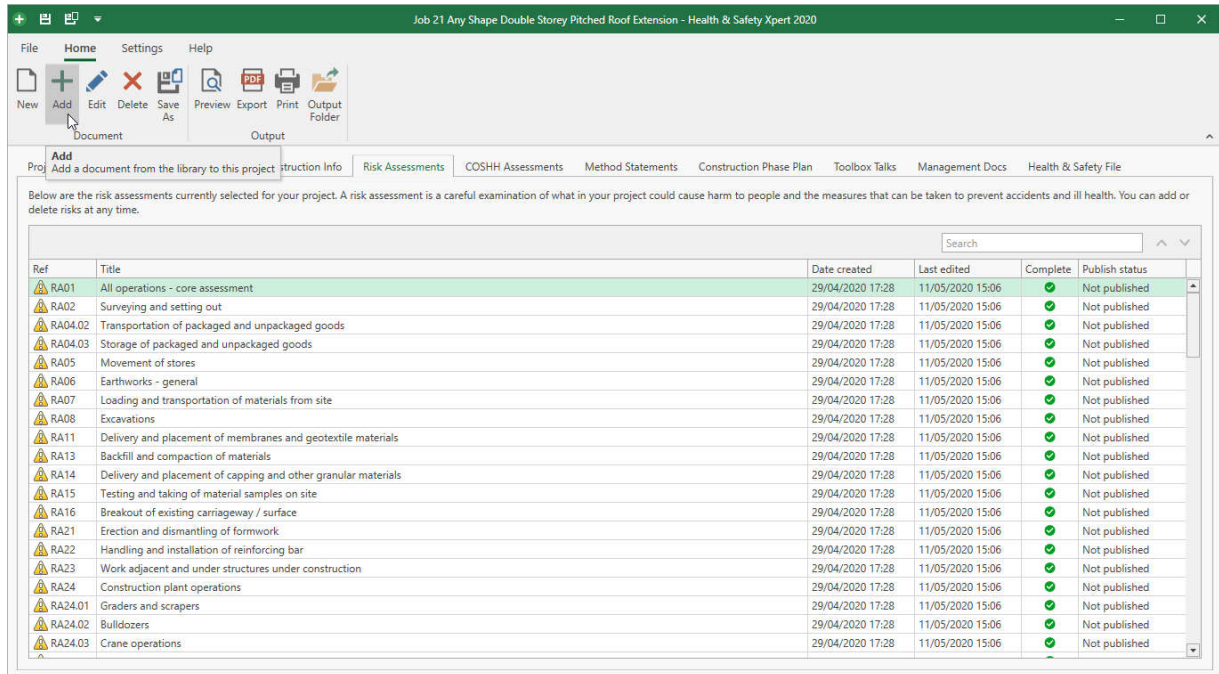 Job 21 Any Shape Double Storey Pitched Roof Extension - Health & Safety Xpert 2020
File Home Settings Help
New Add Edit Delete Save As Preview Export Print Output Folder
PDF
Document Output
Add
Add a document from the library to this project
Risk Assessments COSHH Assessments Method Statements Construction Phase Plan Toolbox Talks Management Docs Health & Safety File
Below are the risk assessments currently selected for your project. A risk assessment is a careful examination of what in your project could cause harm to people and the measures that can be taken to prevent accidents and ill health. You can add or
delete risks at any time.
Search
Ref Title Date created Last edited Complete Publish status
RA01 All operations - core assessment 29/04/2020 17:28 11/05/2020 15:06 Not published
RA02 Surveying and setting out 29/04/2020 17:28 11/05/2020 15:06 Not published
RA04.02 Transportation of packaged and unpackaged goods 29/04/2020 17:28 11/05/2020 15:06 Not published
RA04.03 Storage of packaged and unpackaged goods 29/04/2020 17:28 11/05/2020 15:06 Not published
RA05 Movement of stores 29/04/2020 17:28 11/05/2020 15:06 Not published
RA06 Earthworks - general 29/04/2020 17:28 11/05/2020 15:06 Not published
RA07 Loading and transportation of materials from site 29/04/2020 17:28 11/05/2020 15:06 Not published
RA08 Excavations 29/04/2020 17:28 11/05/2020 15:06 Not published
RA11 Delivery and placement of membranes and geotextile materials 29/04/2020 17:28 11/05/2020 15:06 Not published
RA13 Backfill and compaction of materials 29/04/2020 17:28 11/05/2020 15:06 Not published
RA14 Delivery and placement of capping and other granular materials 29/04/2020 17:28 11/05/2020 15:06 Not published
RA15 Testing and taking of material samples on site 29/04/2020 17:28 11/05/2020 15:06 Not published
RA16 Breakout of existing carriageway / surface 29/04/2020 17:28 11/05/2020 15:06 Not published
RA21 Erection and dismantling of formwork 29/04/2020 17:28 11/05/2020 15:06 Not published
RA22 Handling and installation of reinforcing bar 29/04/2020 17:28 11/05/2020 15:06 Not published
RA23 Work adjacent and under structures under construction 29/04/2020 17:28 11/05/2020 15:06 Not published
RA24 Construction plant operations 29/04/2020 17:28 11/05/2020 15:06 Not published
RA24.01 Graders and scrapers 29/04/2020 17:28 11/05/2020 15:06 Not published
RA24.02 Bulldozers 29/04/2020 17:28 11/05/2020 15:06 Not published
RA24.03 Crane operations 29/04/2020 17:28 11/05/2020 15:06 Not published